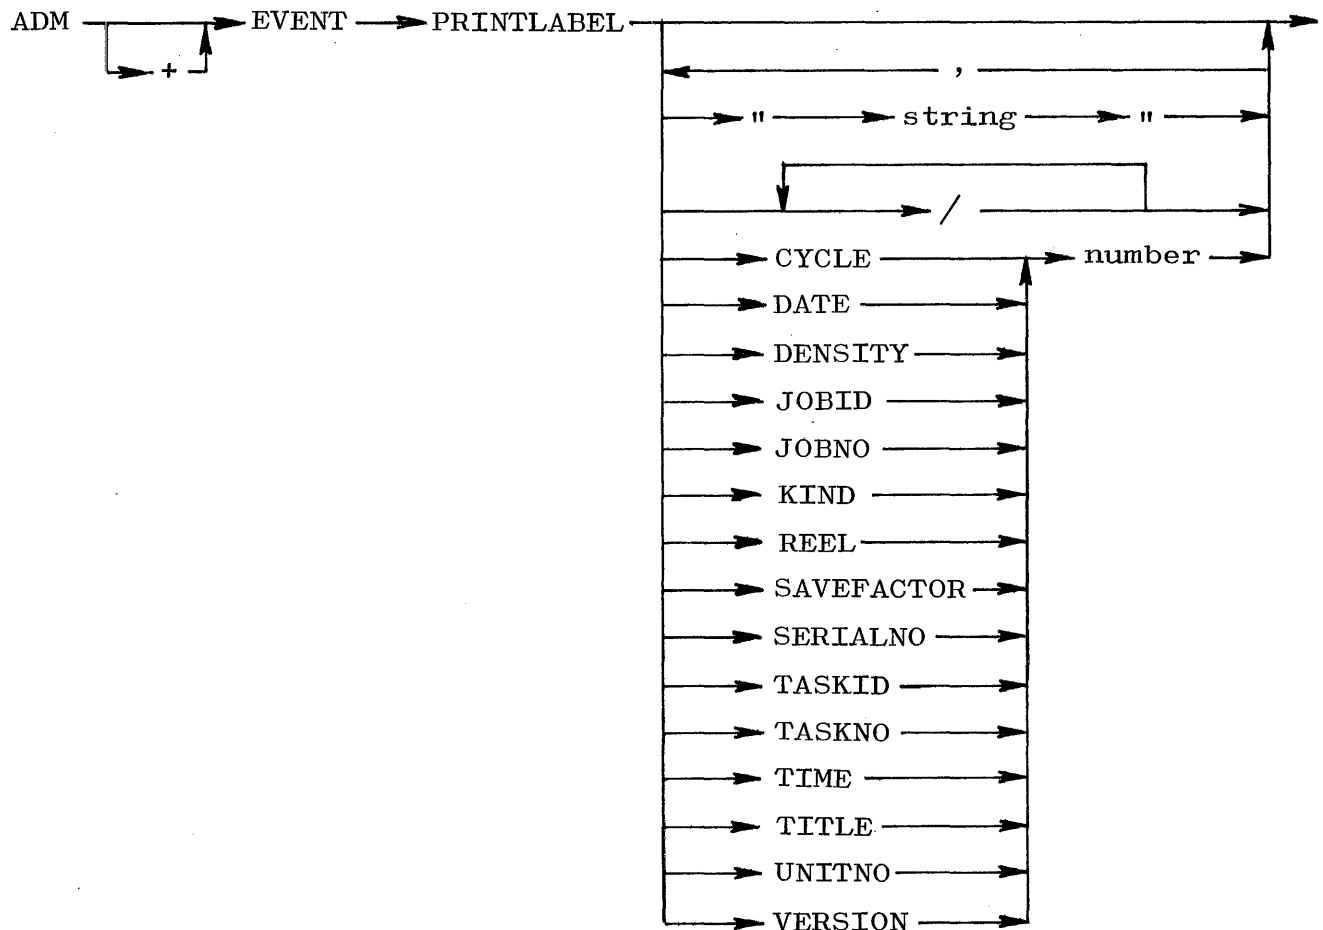 ADM EVENT PRINTLABEL
+
,
" string "
/
CYCLE number
DATE
DENSITY
JOBID
JOBNO
KIND
REEL
SAVEFACTOR
SERIALNO
TASKID
TASKNO
TIME
TITLE
UNITNO
VERSION